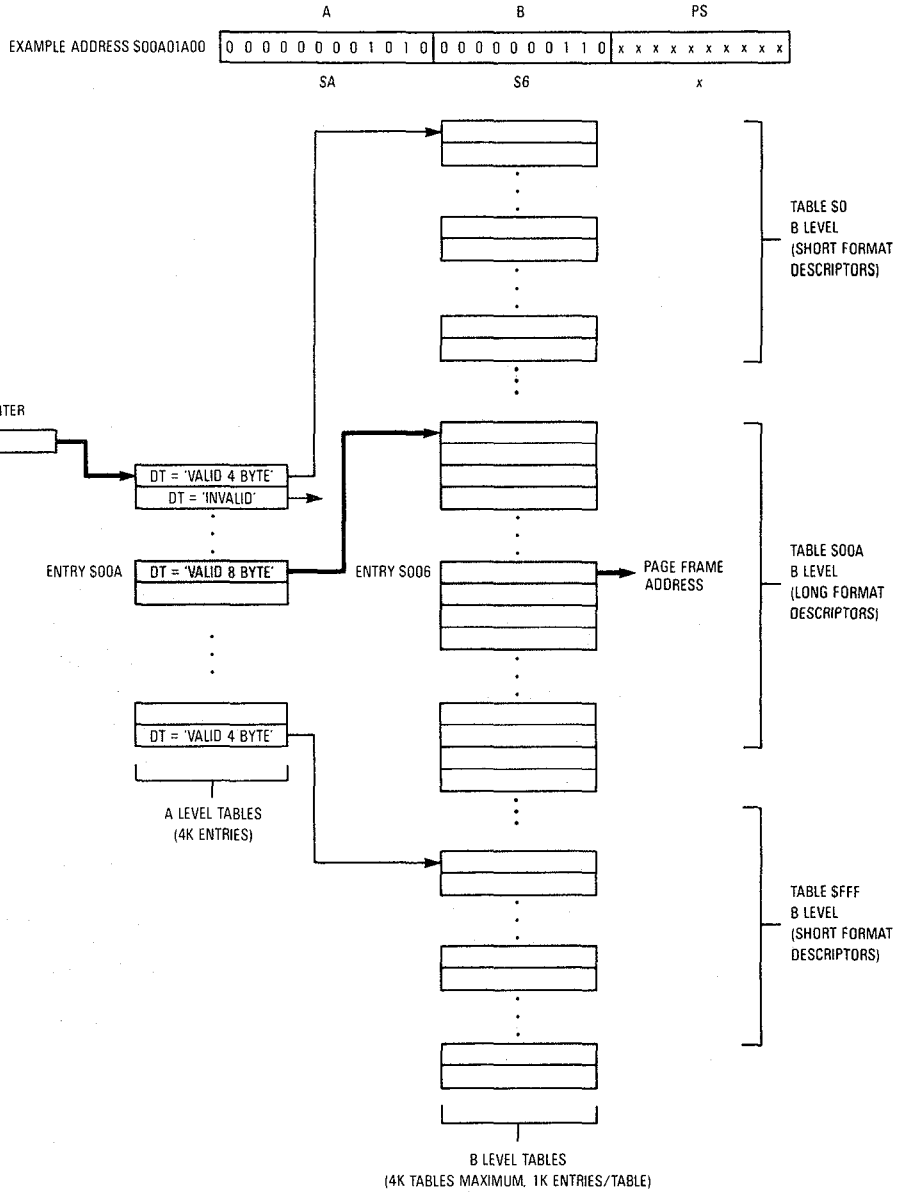 A B PS
EXAMPLE ADDRESS $00A01A00 0 0 0 0 0 0 0 0 1 0 1 0 0 0 0 0 0 0 0 1 1 0 x x x x x x x x x x
$A $6 x
TABLE $0
B LEVEL
(SHORT FORMAT
DESCRIPTORS)
NTER
DT = 'VALID 4 BYTE'
DT = 'INVALID'
ENTRY $00A DT = 'VALID 8 BYTE' ENTRY $006 PAGE FRAME
ADDRESS
TABLE $00A
B LEVEL
(LONG FORMAT
DESCRIPTORS)
DT = 'VALID 4 BYTE'
A LEVEL TABLES
(4K ENTRIES)
TABLE $FFF
B LEVEL
(SHORT FORMAT
DESCRIPTORS)
B LEVEL TABLES
(4K TABLES MAXIMUM, 1K ENTRIES/TABLE)